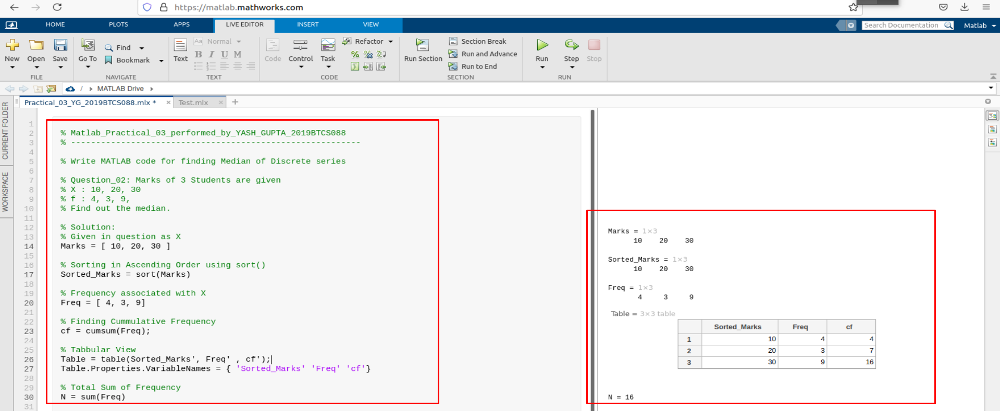 https://matlab.mathworks.com
HOME PLOTS APPS LIVE EDITOR INSERT VIEW
Search Documentation Matlab
New Open Save
FILE
Go To Find
Bookmark
NAVIGATE
Text Aa Normal
B I U M
TEXT
Code Control Task Refactor
CODE
Run Section Section Break
Run and Advance
Run to End
SECTION
Run Step Stop
RUN
/ > MATLAB Drive >
Practical_03_YG_2019BTCS088.mlx * × Test.mlx × +
CURRENT FOLDER
WORKSPACE
1
2 % Matlab_Practical_03_performed_by_YASH_GUPTA_2019BTCS088
3 % ----------------------------------------------------------
4
5 % Write MATLAB code for finding Median of Discrete series
6
7 % Question_02: Marks of 3 Students are given
8 % X : 10, 20, 30
9 % f : 4, 3, 9,
10 % Find out the median.
11
12 % Solution:
13 % Given in question as X
14 Marks = [ 10, 20, 30 ]
15
16 % Sorting in Ascending Order using sort()
17 Sorted_Marks = sort(Marks)
18
19 % Frequency associated with X
20 Freq = [ 4, 3, 9]
21
22 % Finding Cummulative Frequency
23 cf = cumsum(Freq);
24
25 % Tabbular View
26 Table = table(Sorted_Marks', Freq' , cf');
27 Table.Properties.VariableNames = { 'Sorted_Marks' 'Freq' 'cf'}
28
29 % Total Sum of Frequency
30 N = sum(Freq)
31
Marks = 1×3
10 20 30
Sorted_Marks = 1×3
10 20 30
Freq = 1×3
4 3 9
Table = 3×3 table
Sorted_Marks Freq cf
1 10 4 4
2 20 3 7
3 30 9 16
N = 16